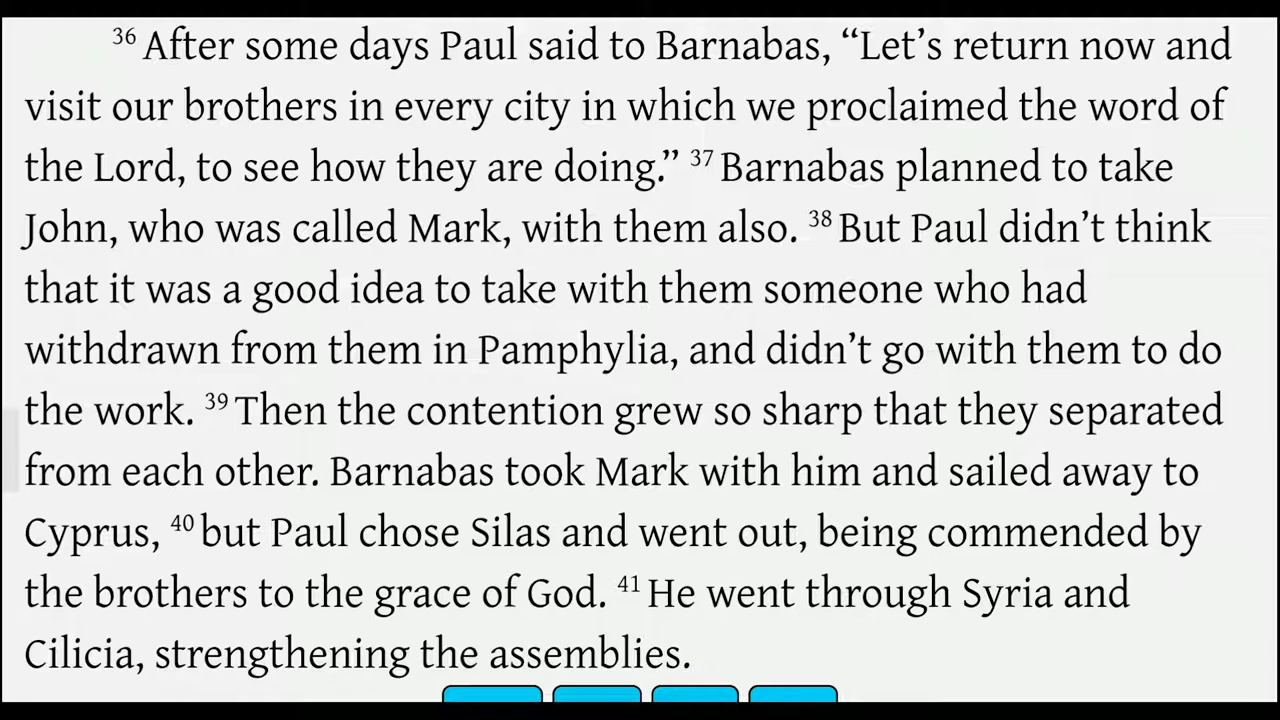 36 After some days Paul said to Barnabas, “Let’s return now and
visit our brothers in every city in which we proclaimed the word of
the Lord, to see how they are doing.” 37 Barnabas planned to take
John, who was called Mark, with them also. 38 But Paul didn’t think
that it was a good idea to take with them someone who had
withdrawn from them in Pamphylia, and didn’t go with them to do
the work. 39 Then the contention grew so sharp that they separated
from each other. Barnabas took Mark with him and sailed away to
Cyprus, 40 but Paul chose Silas and went out, being commended by
the brothers to the grace of God. 41 He went through Syria and
Cilicia, strengthening the assemblies.